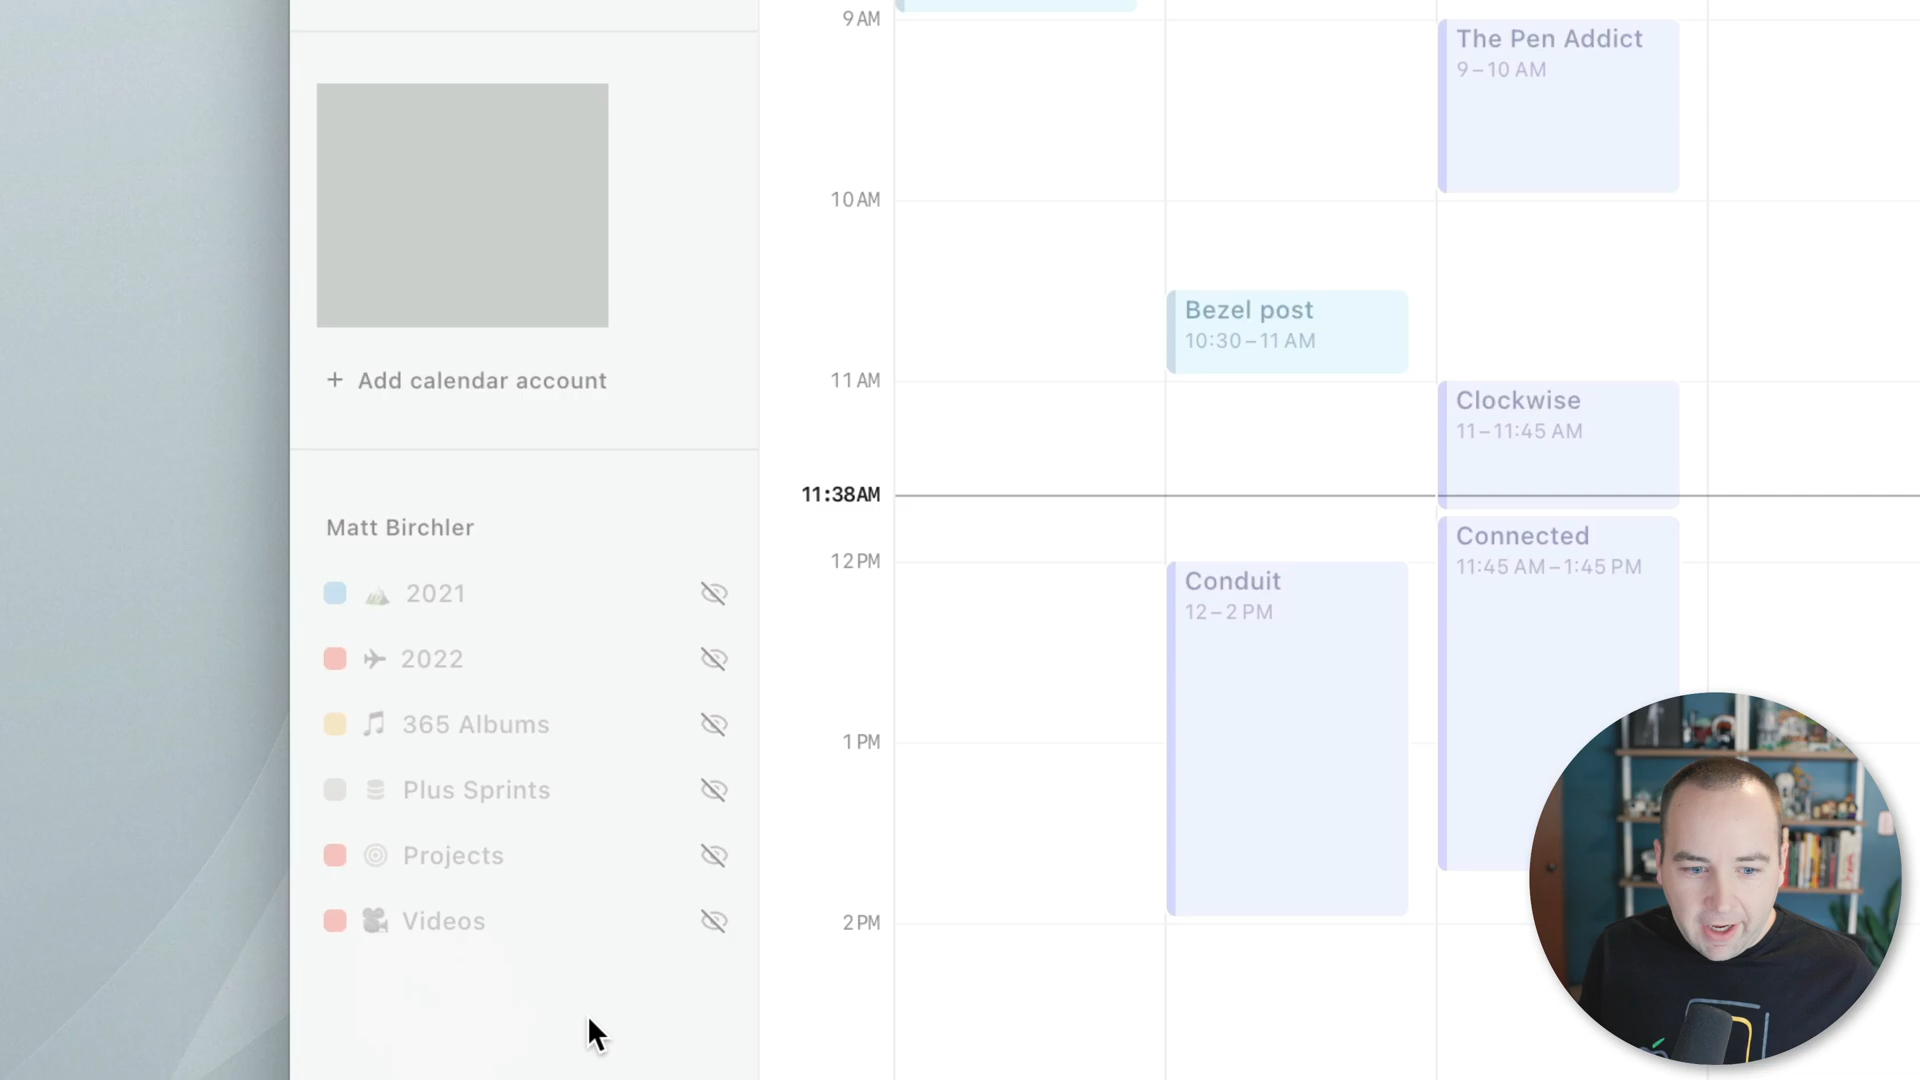 + Add calendar account
Matt Birchler
2021
2022
365 Albums
Plus Sprints
Projects
Videos
9 AM
10 AM
11 AM
11:38AM
12 PM
1 PM
2 PM
Bezel post
10:30–11 AM
Conduit
12–2 PM
The Pen Addict
9–10 AM
Clockwise
11–11:45 AM
Connected
11:45 AM–1:45 PM